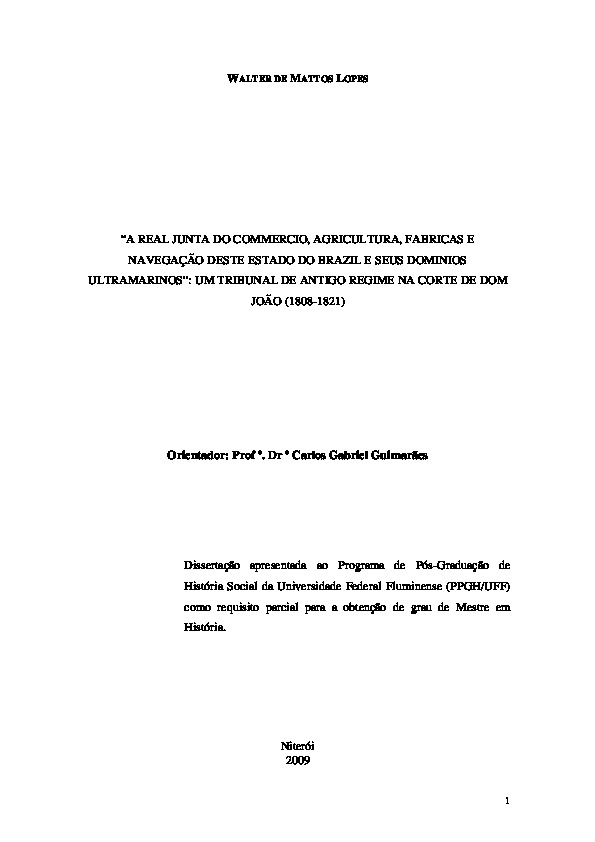 WALTER DE MATTOS LOPES
"A REAL JUNTA DO COMMERCIO, AGRICULTURA, FABRICAS E
NAVEGAÇÃO DESTE ESTADO DO BRAZIL E SEUS DOMINIOS
ULTRAMARINOS": UM TRIBUNAL DE ANTIGO REGIME NA CORTE DE DOM
JOÃO (1808-1821)
Orientador: Prof º. Dr º Carlos Gabriel Guimarães
Dissertação apresentada ao Programa de Pós-Graduação de
História Social da Universidade Federal Fluminense (PPGH/UFF)
como requisito parcial para a obtenção de grau de Mestre em
História.
Niterói
2009
1